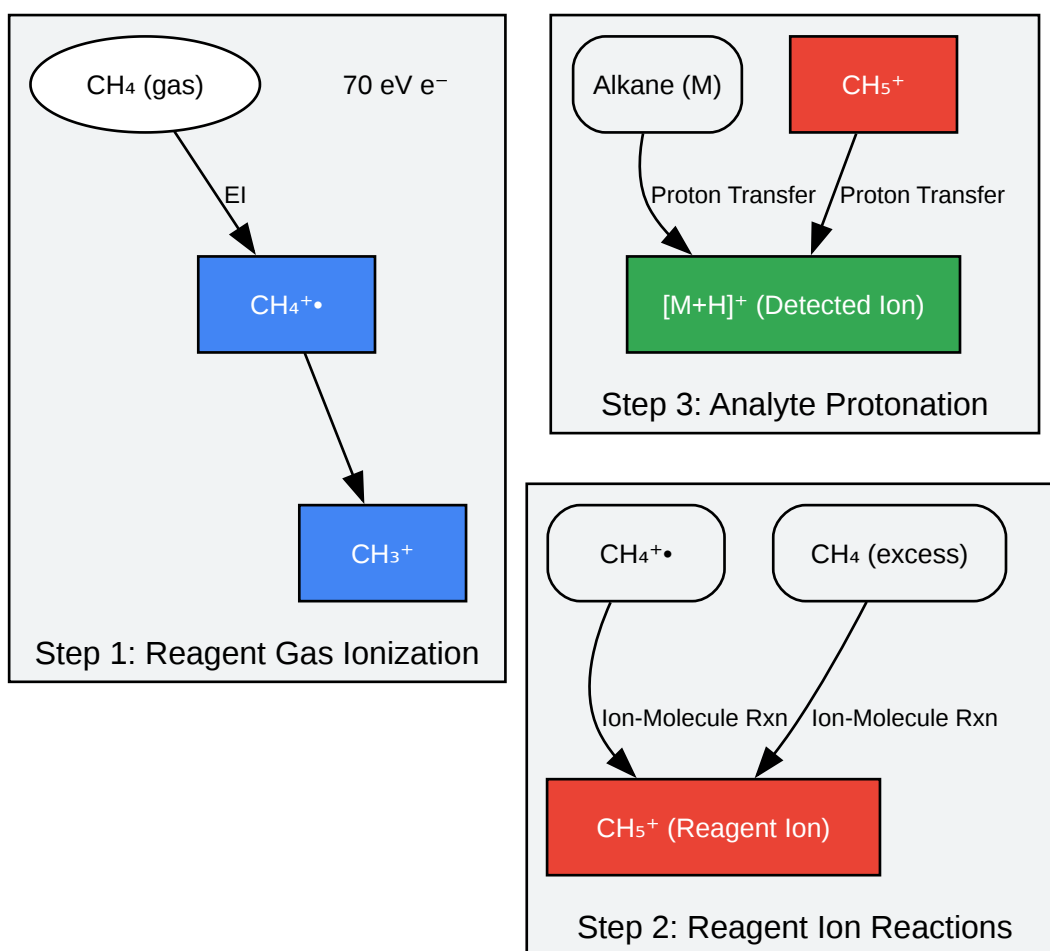 CH₄ (gas)
70 eV e⁻
EI
CH₄⁺•
CH₃⁺
Step 1: Reagent Gas Ionization
Alkane (M)
CH₅⁺
Proton Transfer
Proton Transfer
[M+H]⁺ (Detected Ion)
Step 3: Analyte Protonation
CH₄⁺•
CH₄ (excess)
Ion-Molecule Rxn
Ion-Molecule Rxn
CH₅⁺ (Reagent Ion)
Step 2: Reagent Ion Reactions